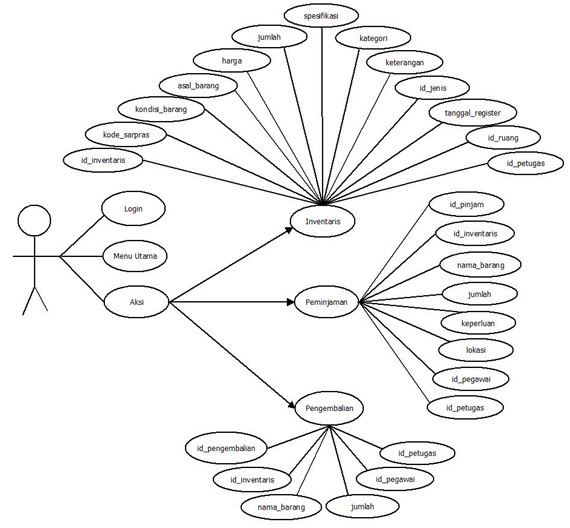 spesifikasi
jumlah
kategori
harga
keterangan
asal_barang
id_jenis
kondisi_barang
tanggal_register
kode_sarpras
id_ruang
id_inventaris
id_petugas
Login
Inventaris
id_pinjam
id_inventaris
Menu Utama
nama_barang
Aksi
Peminjaman
jumlah
keperluan
lokasi
id_pegawai
Pengembalian
id_petugas
id_pengembalian
id_petugas
id_inventaris
id_pegawai
nama_barang
jumlah